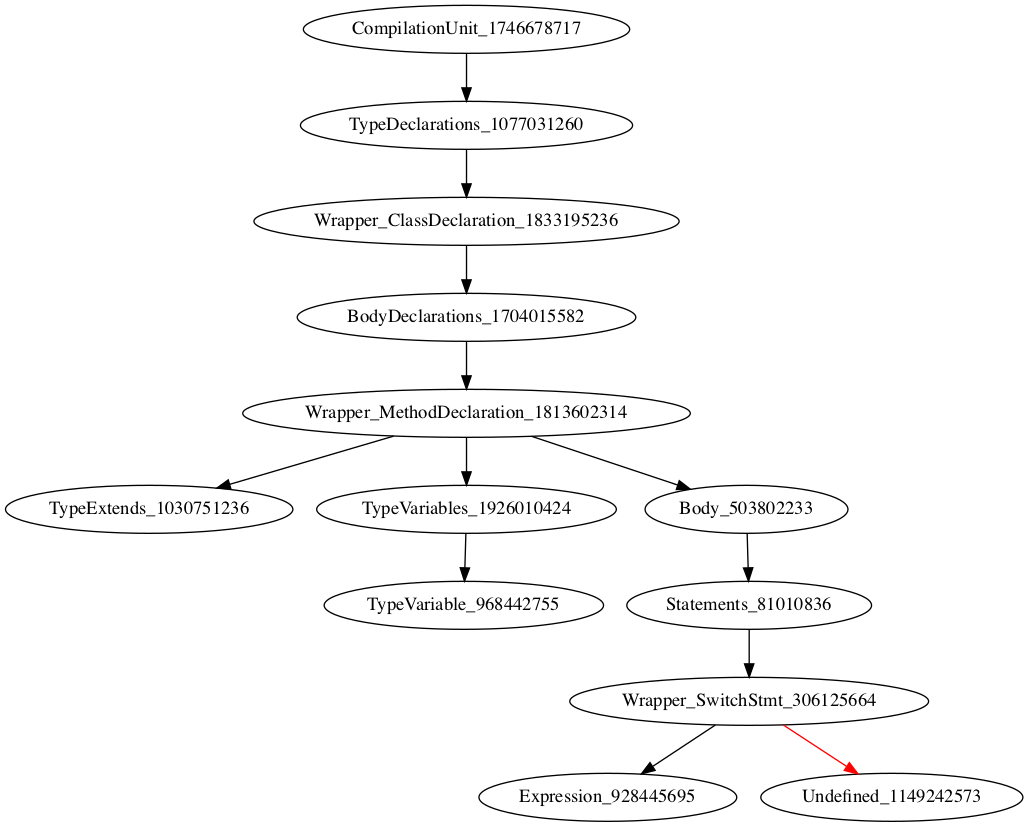 CompilationUnit_1746678717
TypeDeclarations_1077031260
Wrapper_ClassDeclaration_1833195236
BodyDeclarations_1704015582
Wrapper_MethodDeclaration_1813602314
TypeExtends_1030751236
TypeVariables_1926010424
Body_503802233
TypeVariable_968442755
Statements_81010836
Wrapper_SwitchStmt_306125664
Expression_928445695
Undefined_1149242573